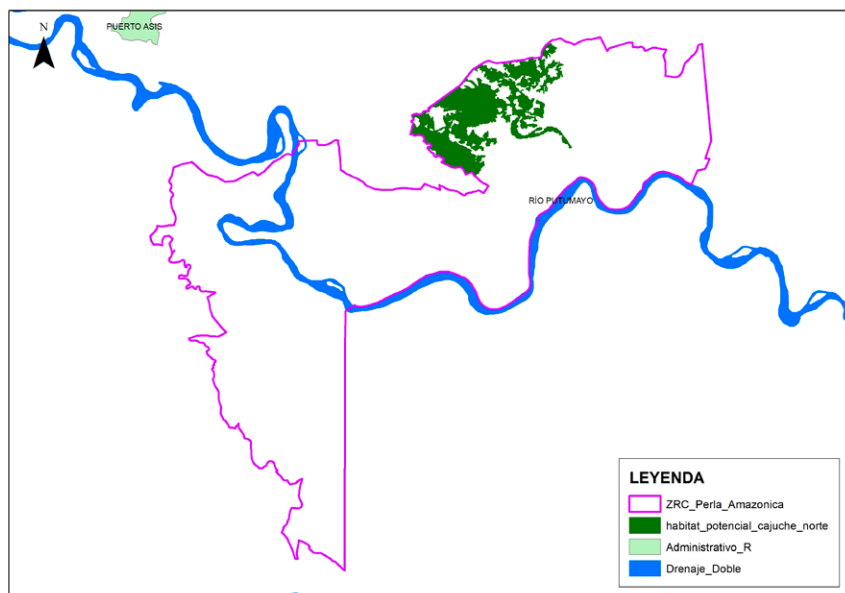 PUERTO ASIS
N
RÍO PUTUMAYO
LEYENDA
ZRC_Perla_Amazonica
habitat_potencial_cajuche_norte
Administrativo_R
Drenaje_Doble